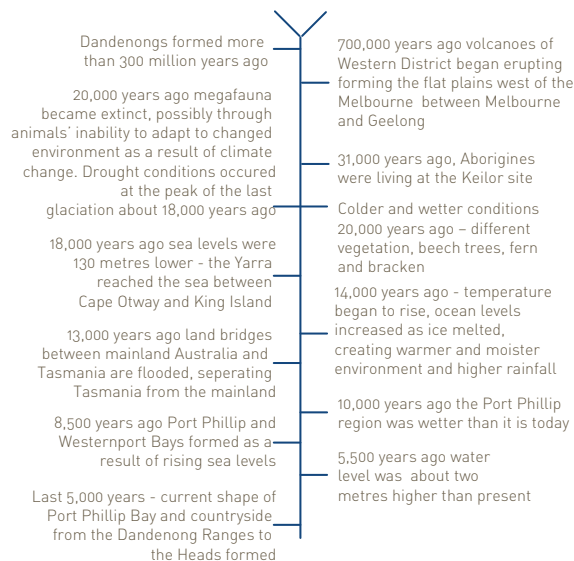 Dandenongs formed more
than 300 million years ago
700,000 years ago volcanoes of
Western District began erupting
forming the flat plains west of the
Melbourne between Melbourne
and Geelong
20,000 years ago megafauna
became extinct, possibly through
animals' inability to adapt to changed
environment as a result of climate
change. Drought conditions occured
at the peak of the last
glaciation about 18,000 years ago
31,000 years ago, Aborigines
were living at the Keilor site
Colder and wetter conditions
20,000 years ago – different
vegetation, beech trees, fern
and bracken
18,000 years ago sea levels were
130 metres lower - the Yarra
reached the sea between
Cape Otway and King Island
14,000 years ago - temperature
began to rise, ocean levels
increased as ice melted,
creating warmer and moister
environment and higher rainfall
13,000 years ago land bridges
between mainland Australia and
Tasmania are flooded, seperating
Tasmania from the mainland
10,000 years ago the Port Phillip
region was wetter than it is today
8,500 years ago Port Phillip and
Westernport Bays formed as a
result of rising sea levels
5,500 years ago water
level was about two
metres higher than present
Last 5,000 years - current shape of
Port Phillip Bay and countryside
from the Dandenong Ranges to
the Heads formed